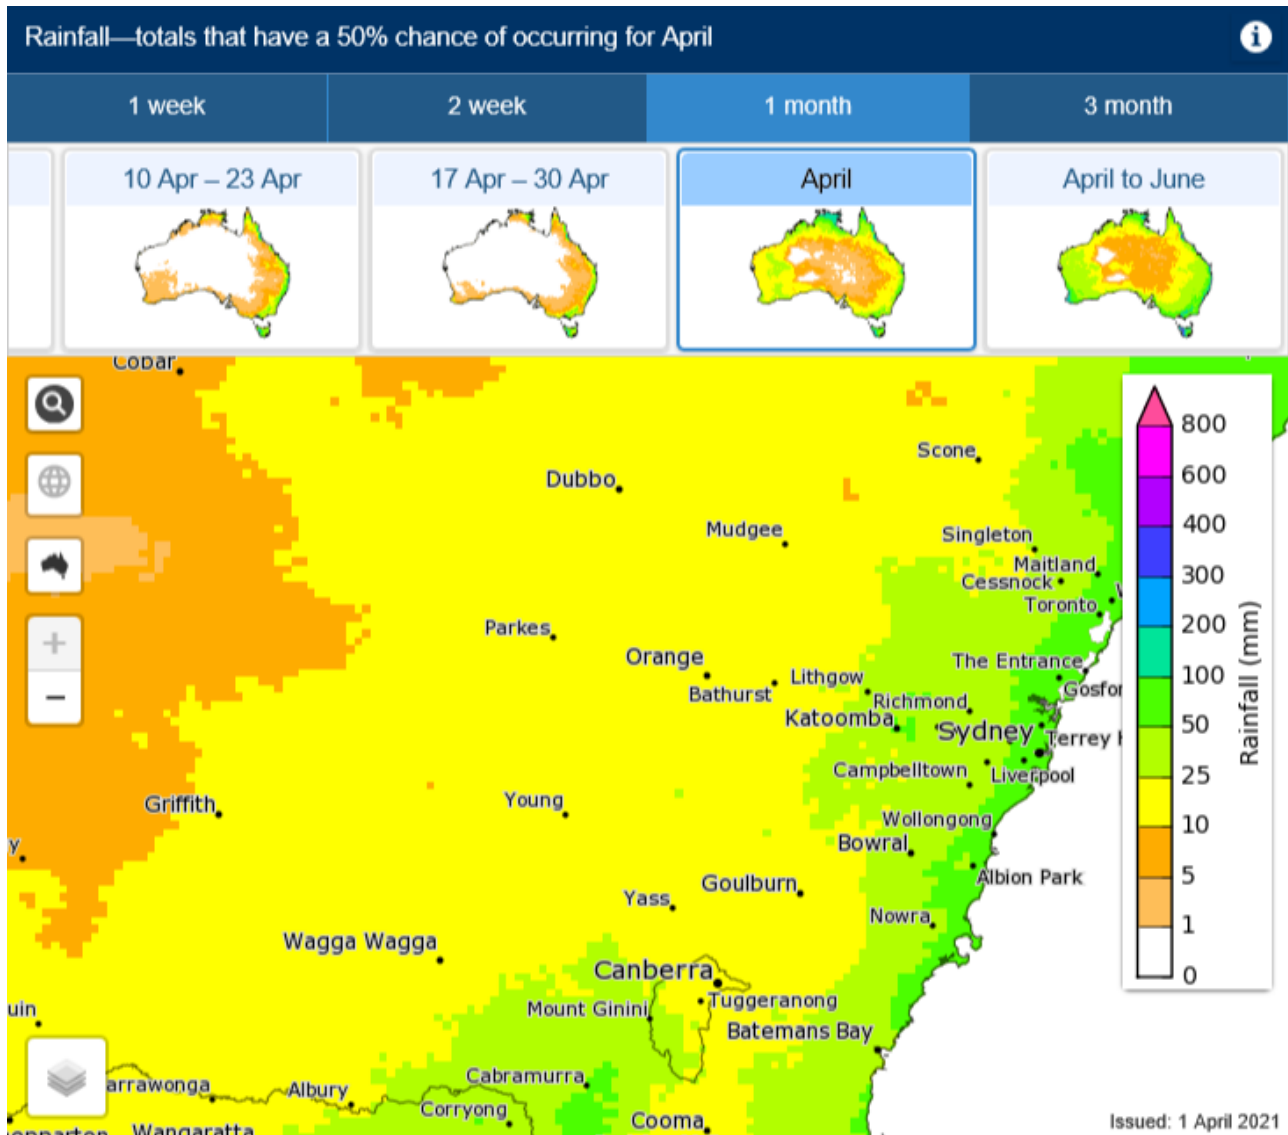 Rainfall—totals that have a 50% chance of occurring for April
1 week
2 week
1 month
3 month
10 Apr – 23 Apr
17 Apr – 30 Apr
April
April to June
Cobar
Scone
Dubbo
Mudgee
Singleton
Maitland
Cessnock
Toronto
Parkes
Orange
The Entrance
Lithgow
Bathurst
Gosfor
Richmond
Katoomba
Sydney
Terrey
Campbelltown
Liverpool
Griffith
Young
Wollongong
y
Bowral
Goulburn
Albion Park
Yass
Nowra
Wagga Wagga
Canberra
uin
Mount Ginini
Tuggeranong
Batemans Bay
arrawonga
Albury
Cabramurra
Corryong
Cooma
Wangaratta
800
600
400
300
200
100
50
25
10
5
1
0
Rainfall (mm)
Issued: 1 April 2021